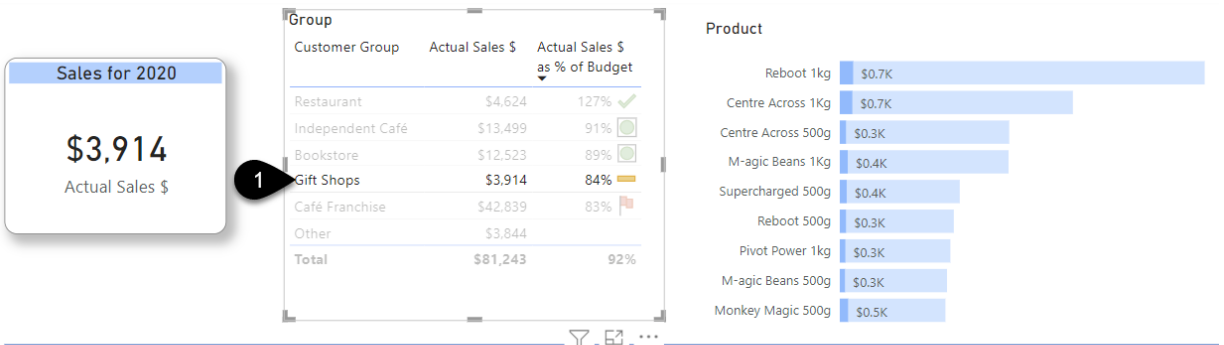 Sales for 2020
$3,914
Actual Sales $
1
Group
Customer Group Actual Sales $ Actual Sales $
as % of Budget
Restaurant $4,624 127%
Independent Café $13,499 91%
Bookstore $12,523 89%
Gift Shops $3,914 84%
Café Franchise $42,839 83%
Other $3,844
Total $81,243 92%
Product
Reboot 1kg $0.7K
Centre Across 1Kg $0.7K
Centre Across 500g $0.3K
M-agic Beans 1Kg $0.4K
Supercharged 500g $0.4K
Reboot 500g $0.3K
Pivot Power 1kg $0.3K
M-agic Beans 500g $0.3K
Monkey Magic 500g $0.5K